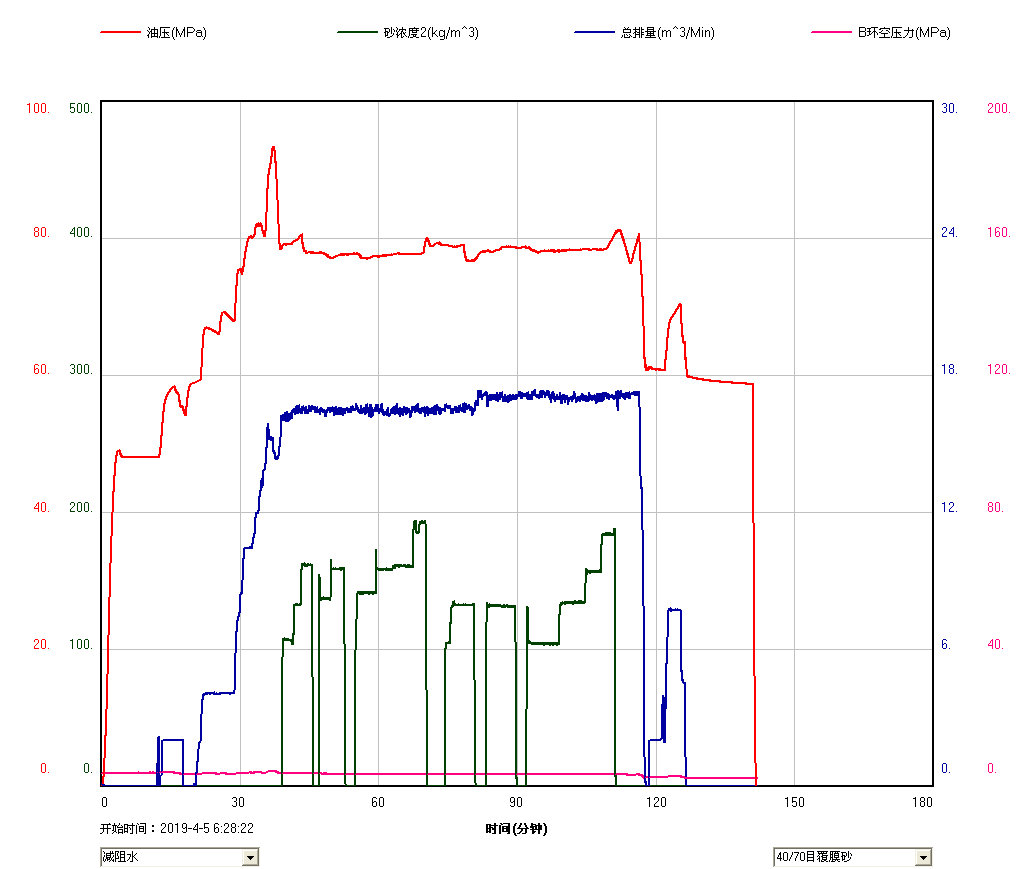 油压(MPa) 砂浓度2(kg/m^3) 总排量(m^3/Min) B环空压力(MPa)
100. 500. 30. 200.
80. 400. 24. 160.
60. 300. 18. 120.
40. 200. 12. 80.
20. 100. 6. 40.
0. 0. 0. 0.
0 30 60 90 120 150 180
开始时间：2019-4-5 6:28:22 时间(分钟)
减阻水 40/70目覆膜砂